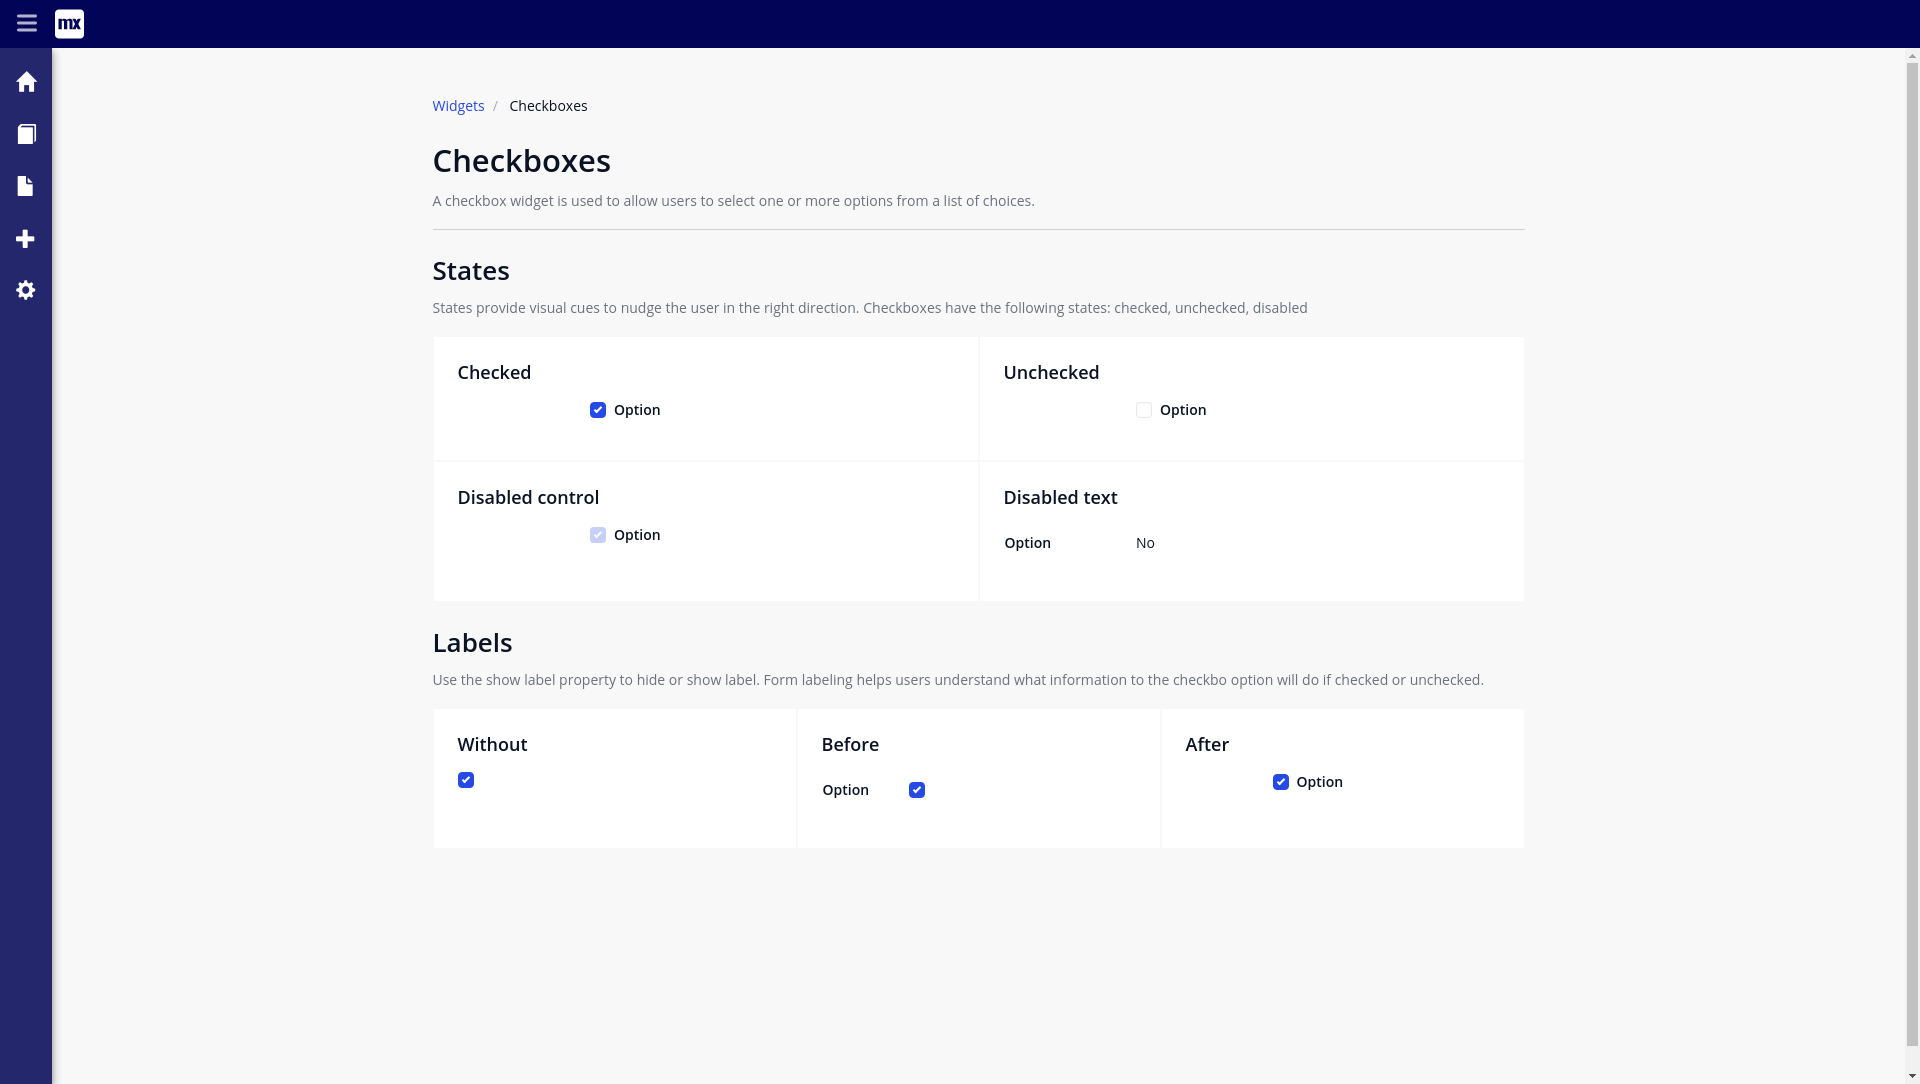 mx
Widgets / Checkboxes
Checkboxes
A checkbox widget is used to allow users to select one or more options from a list of choices.
States
States provide visual cues to nudge the user in the right direction. Checkboxes have the following states: checked, unchecked, disabled
Checked
Option
Unchecked
Option
Disabled control
Option
Disabled text
Option No
Labels
Use the show label property to hide or show label. Form labeling helps users understand what information to the checkbo option will do if checked or unchecked.
Without
Before
Option
After
Option